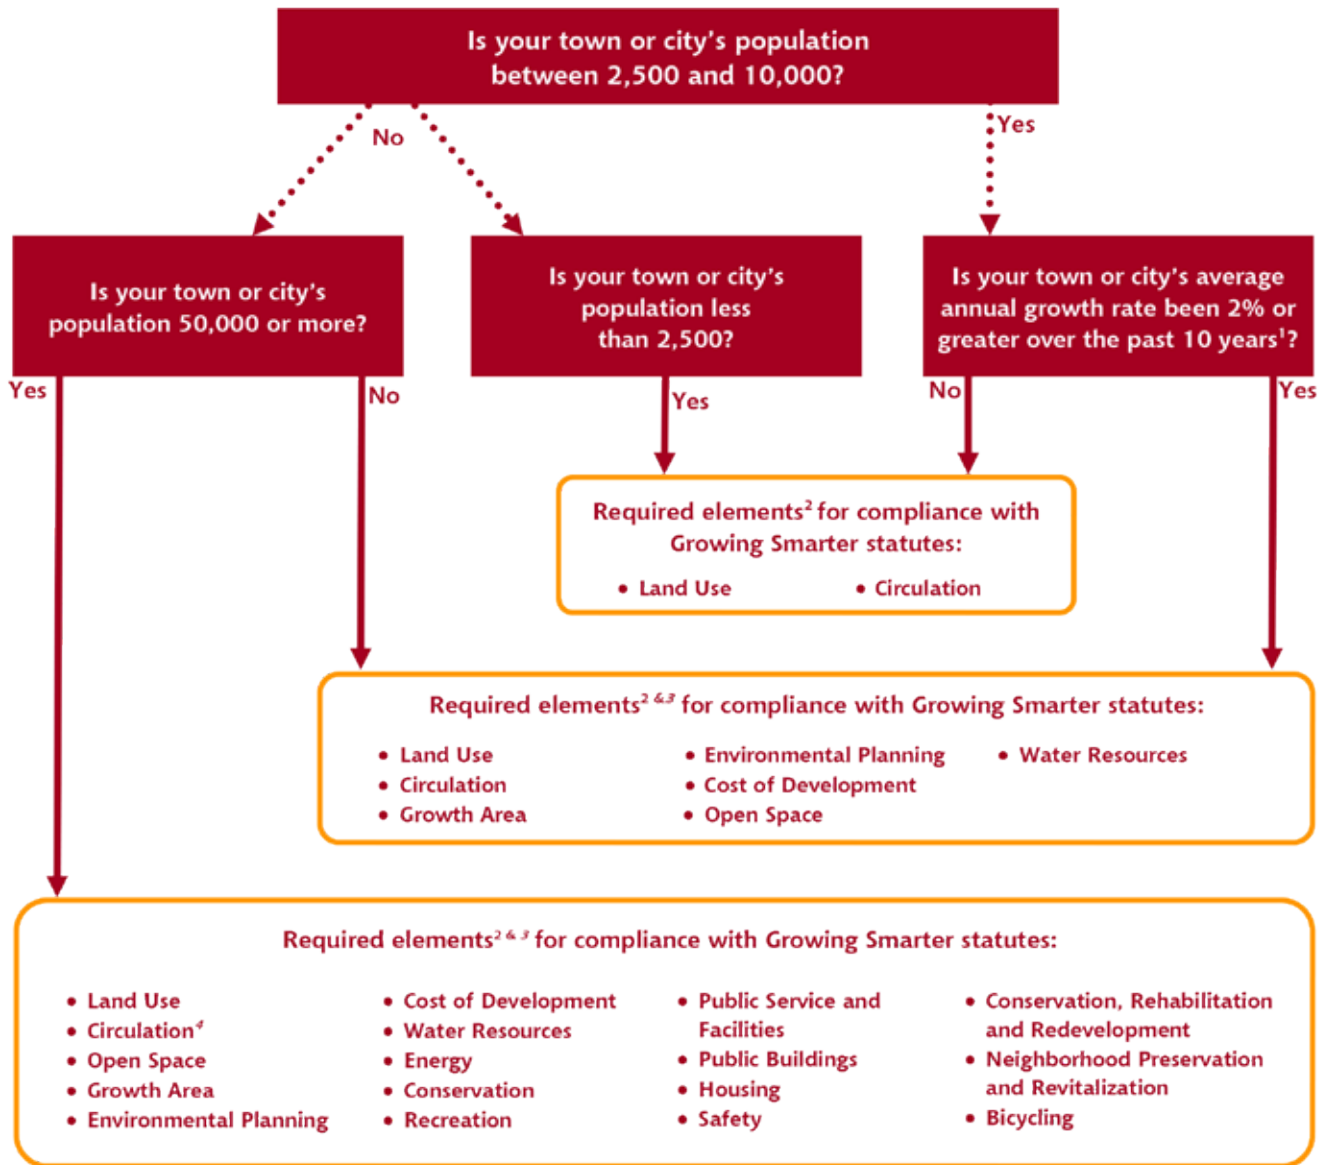 Is your town or city's population
between 2,500 and 10,000?
No
Yes
Is your town or city's
population 50,000 or more?
Is your town or city's
population less
than 2,500?
Is your town or city's average
annual growth rate been 2% or
greater over the past 10 years¹?
Yes
No
Yes
No
Yes
Required elements² for compliance with
Growing Smarter statutes:
• Land Use
• Circulation
Required elements² & ³ for compliance with Growing Smarter statutes:
• Land Use
• Circulation
• Growth Area
• Environmental Planning
• Cost of Development
• Open Space
• Water Resources
Required elements² & ³ for compliance with Growing Smarter statutes:
• Land Use
• Circulation⁴
• Open Space
• Growth Area
• Environmental Planning
• Cost of Development
• Water Resources
• Energy
• Conservation
• Recreation
• Public Service and
Facilities
• Public Buildings
• Housing
• Safety
• Conservation, Rehabilitation
and Redevelopment
• Neighborhood Preservation
and Revitalization
• Bicycling